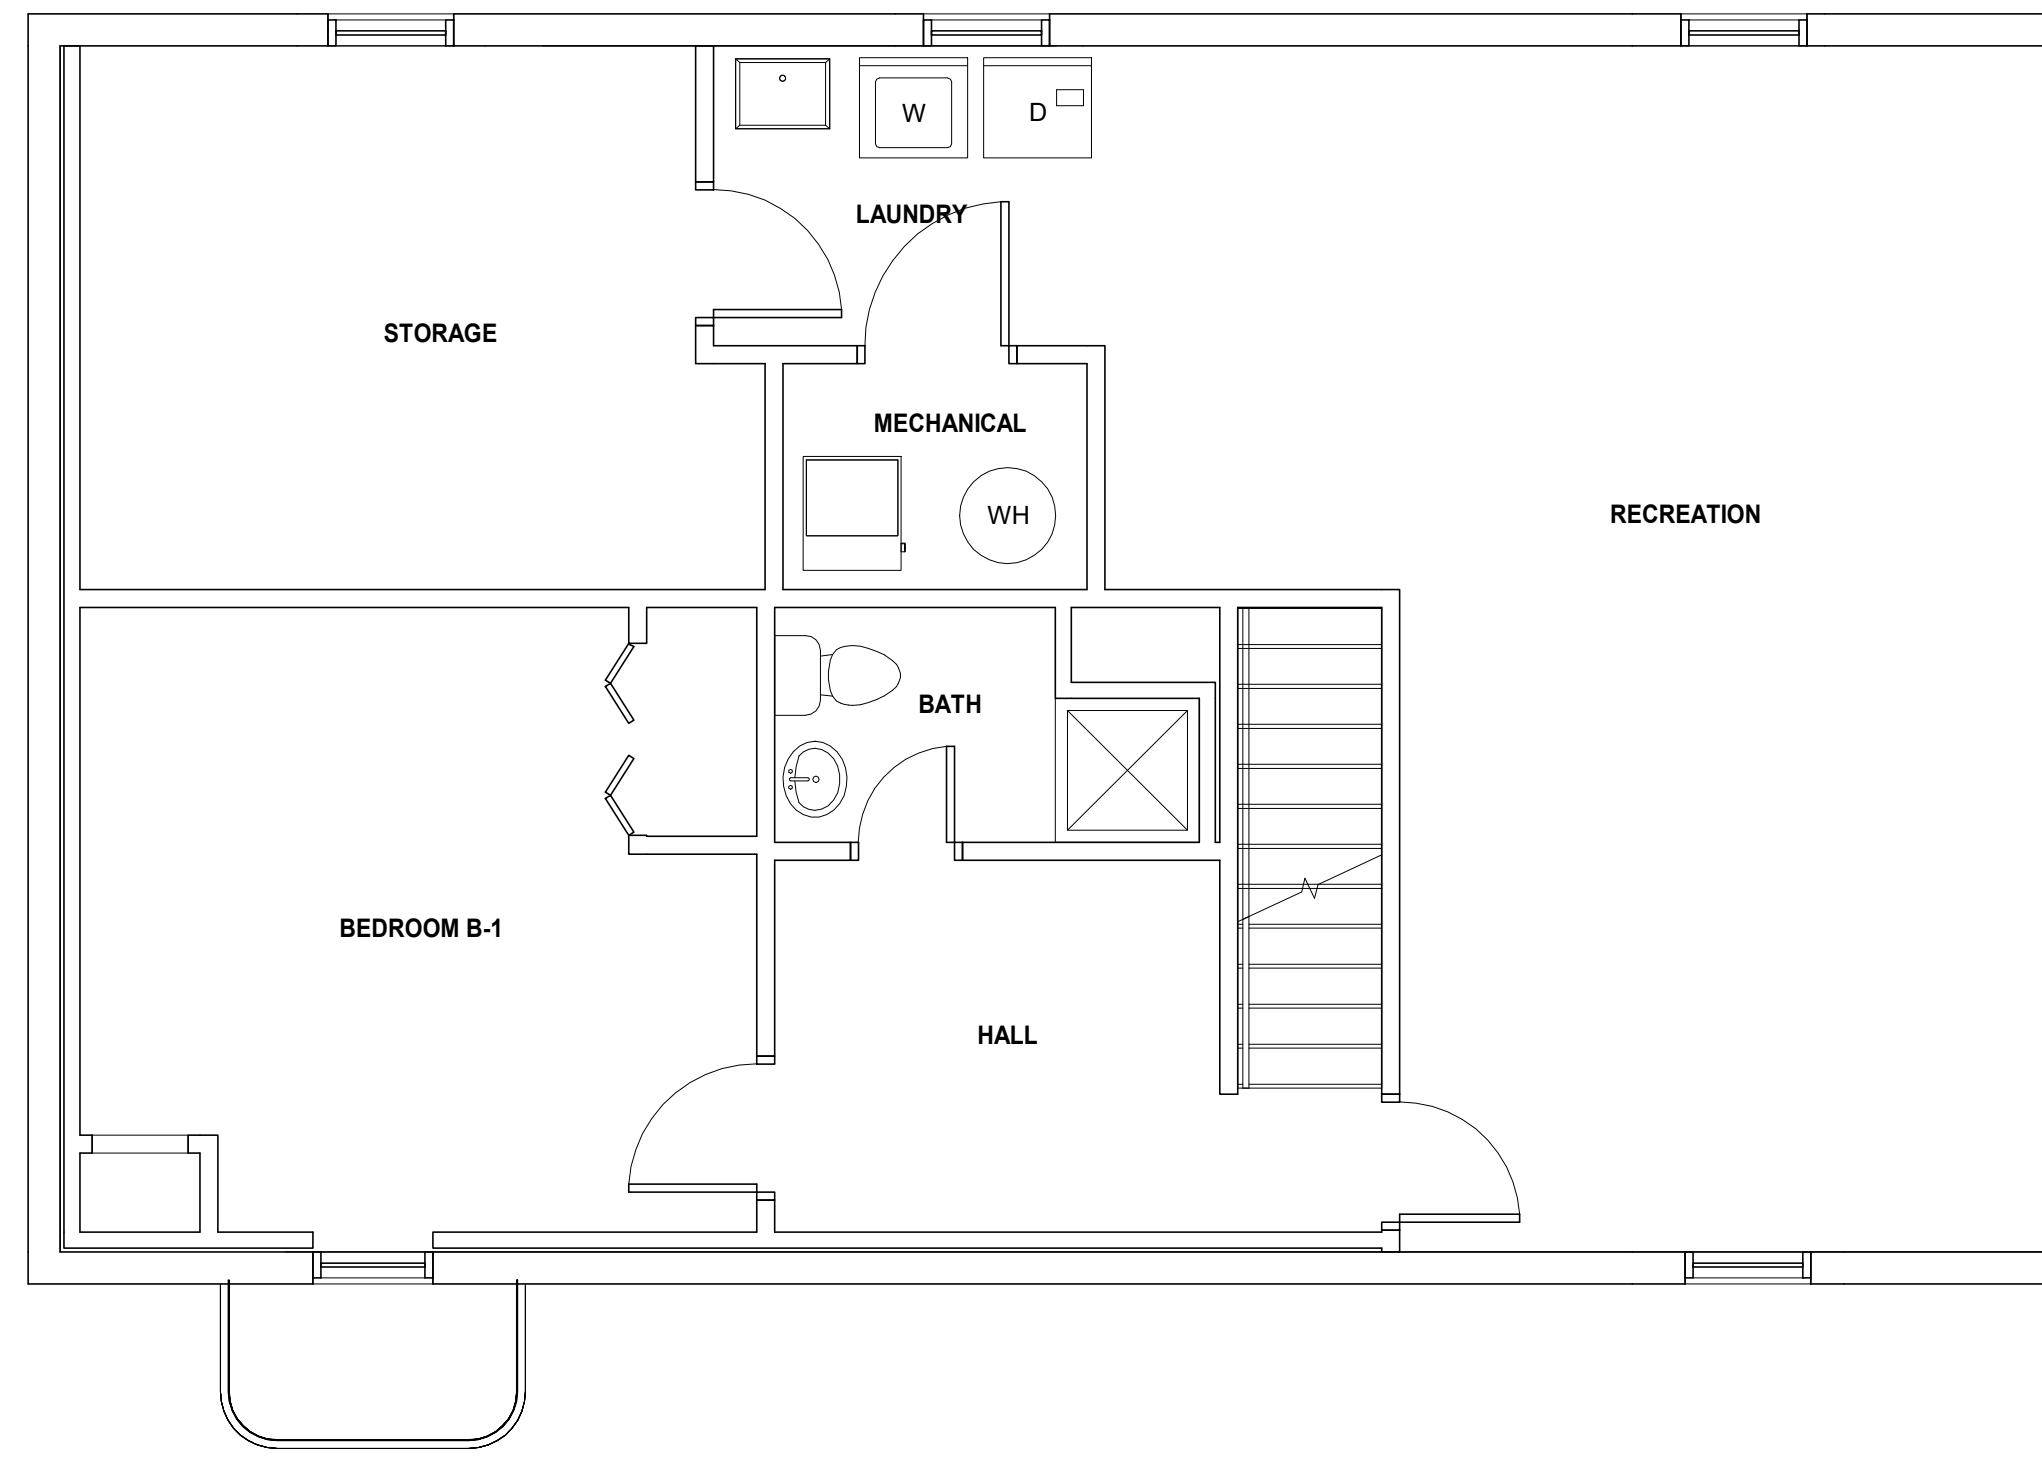 W
D
LAUNDRY
STORAGE
MECHANICAL
WH
RECREATION
BATH
BEDROOM B-1
HALL